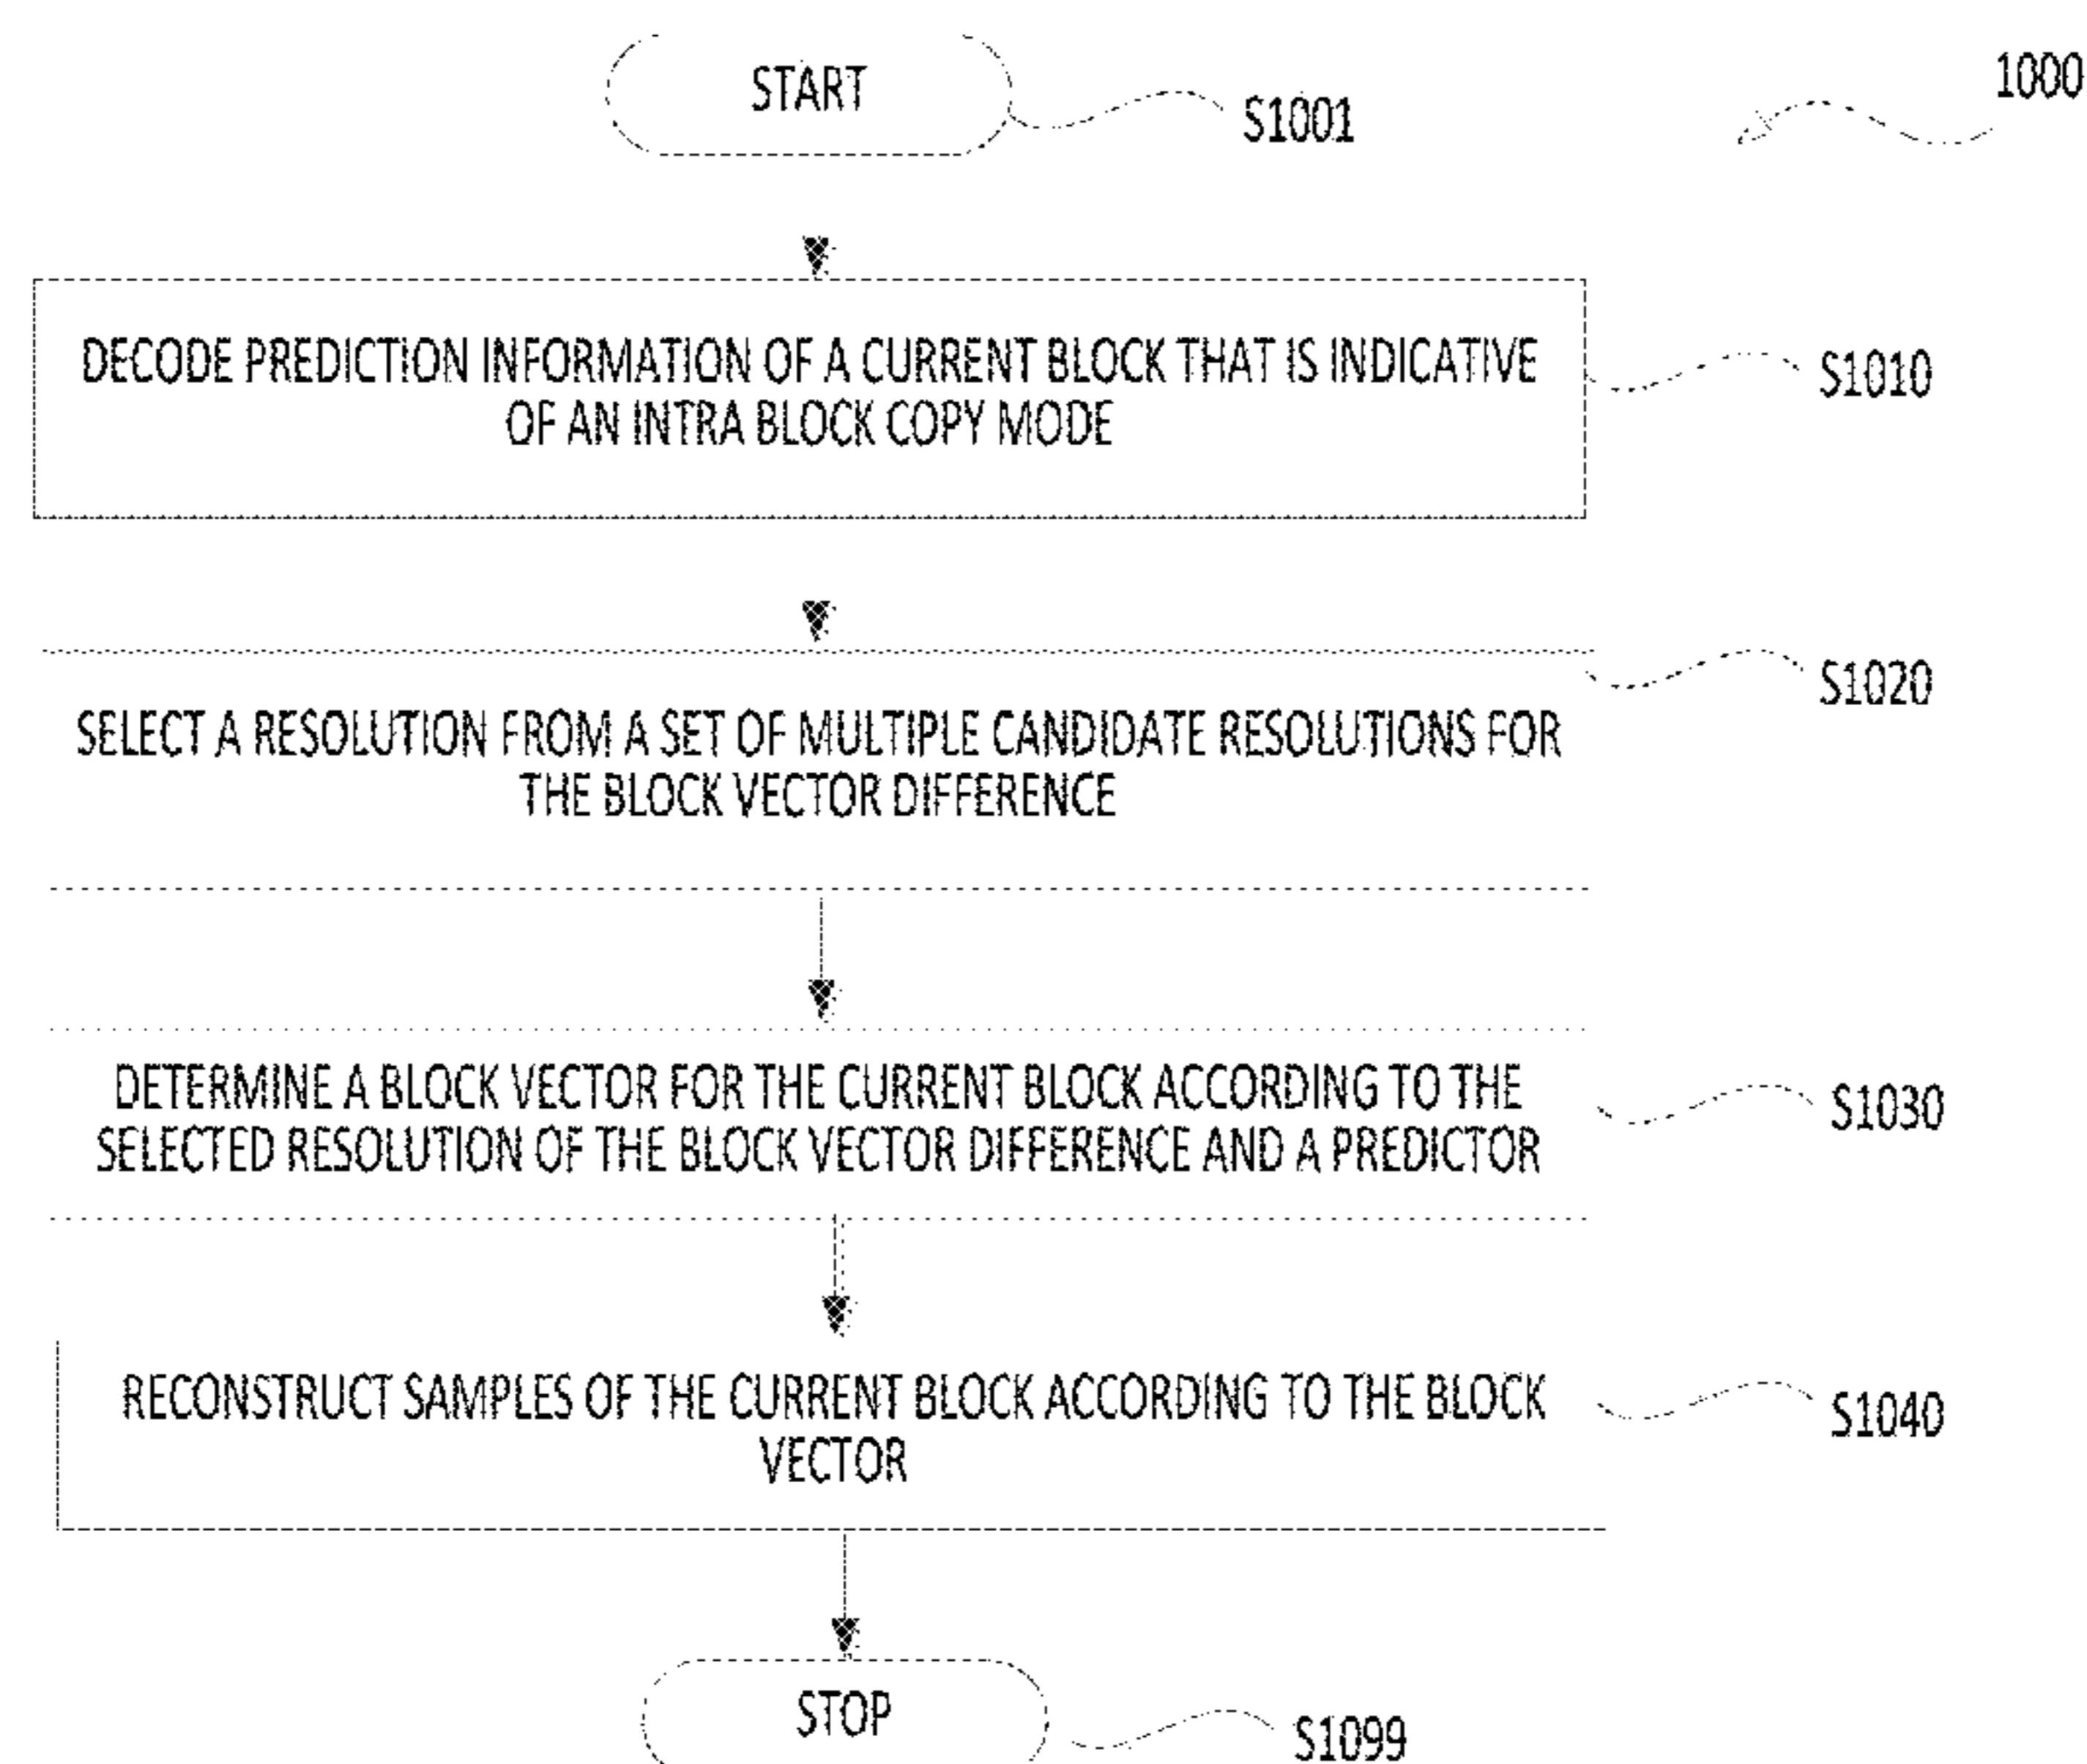 1000
START
S1001
DECODE PREDICTION INFORMATION OF A CURRENT BLOCK THAT IS INDICATIVE
OF AN INTRA BLOCK COPY MODE
S1010
S1020
SELECT A RESOLUTION FROM A SET OF MULTIPLE CANDIDATE RESOLUTIONS FOR
THE BLOCK VECTOR DIFFERENCE
DETERMINE A BLOCK VECTOR FOR THE CURRENT BLOCK ACCORDING TO THE
SELECTED RESOLUTION OF THE BLOCK VECTOR DIFFERENCE AND A PREDICTOR
S1030
RECONSTRUCT SAMPLES OF THE CURRENT BLOCK ACCORDING TO THE BLOCK
VECTOR
S1040
STOP
S1099